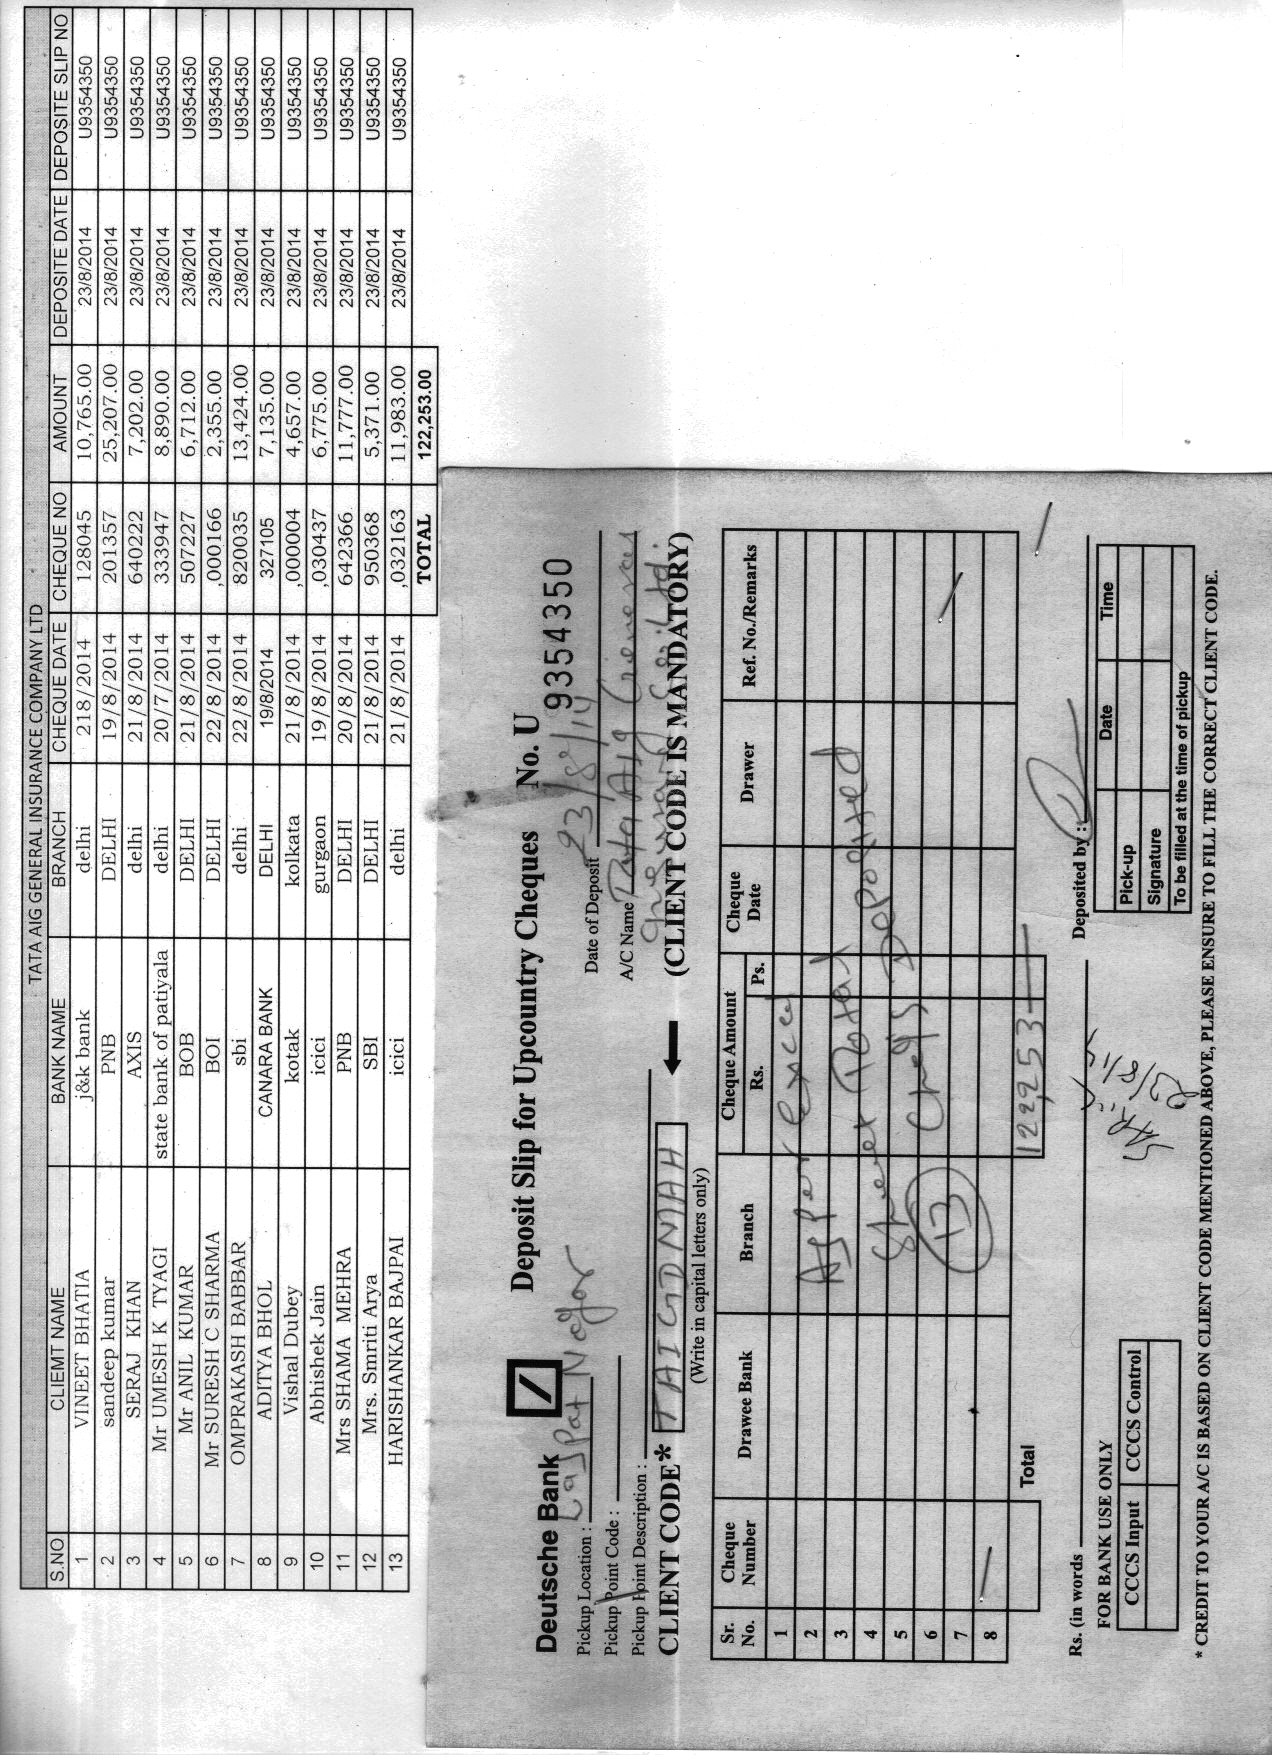 TATA AIG GENERAL INSURANCE COMPANY LTD
S.NO CLIEMT NAME BANK NAME BRANCH CHEQUE DATE CHEQUE NO AMOUNT DEPOSITE DATE DEPOSITE SLIP NO
1 VINEET BHATIA j&k bank delhi 218/2014 128045 10,765.00 23/8/2014 U9354350
2 sandeep kumar PNB DELHI 19/8/2014 201357 25,207.00 23/8/2014 U9354350
3 SERAJ KHAN AXIS delhi 21/8/2014 640222 7,202.00 23/8/2014 U9354350
4 Mr UMESH K TYAGI state bank of patiyala delhi 20/7/2014 333947 8,890.00 23/8/2014 U9354350
5 Mr ANIL KUMAR BOB DELHI 21/8/2014 507227 6,712.00 23/8/2014 U9354350
6 Mr SURESH C SHARMA BOI DELHI 22/8/2014 ,000166 2,355.00 23/8/2014 U9354350
7 OMPRAKASH BABBAR sbi delhi 22/8/2014 820035 13,424.00 23/8/2014 U9354350
8 ADITYA BHOL CANARA BANK DELHI 19/8/2014 327105 7,135.00 23/8/2014 U9354350
9 Vishal Dubey kotak kolkata 21/8/2014 ,000004 4,657.00 23/8/2014 U9354350
10 Abhishek Jain icici gurgaon 19/8/2014 ,030437 6,775.00 23/8/2014 U9354350
11 Mrs SHAMA MEHRA PNB DELHI 20/8/2014 642366 11,777.00 23/8/2014 U9354350
12 Mrs. Smriti Arya SBI DELHI 21/8/2014 950368 5,371.00 23/8/2014 U9354350
13 HARISHANKAR BAJPAI icici delhi 21/8/2014 ,032163 11,983.00 23/8/2014 U9354350
TOTAL 122,253.00
Deutsche Bank Deposit Slip for Upcountry Cheques No. U 9354350
Pickup Location : Lajpat Nagar Date of Deposit 23/8/14
Pickup Point Code : A/C Name Tata Aig General
Pickup Point Description : Insurance Co. Ltd.
CLIENT CODE* TAIGDNAH (CLIENT CODE IS MANDATORY)
(Write in capital letters only)
Sr. No. Cheque Number Drawee Bank Branch Cheque Amount Rs. Ps. Cheque Date Drawer Ref. No./Remarks
1
2 As per Excel
3
4 Sheet Total
5 Chq's Deposited
6 13
7
8
Total 122,253
Rs. (in words Deposited by :
23/8/14
FOR BANK USE ONLY
CCCS Input CCCS Control
Pick-up Date Time
Signature
To be filled at the time of pickup
* CREDIT TO YOUR A/C IS BASED ON CLIENT CODE MENTIONED ABOVE, PLEASE ENSURE TO FILL THE CORRECT CLIENT CODE.